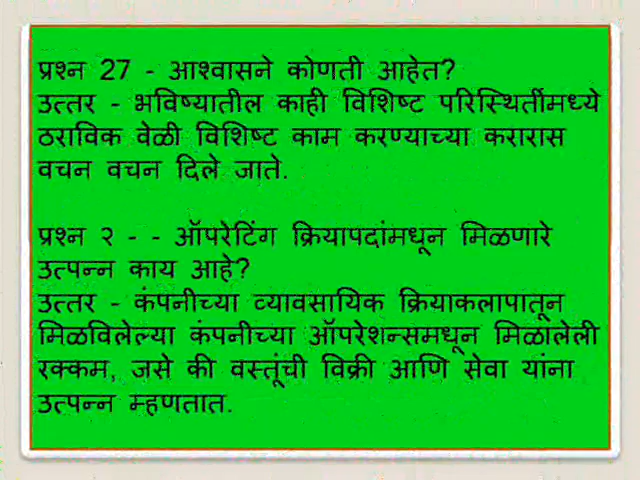 प्रश्न 27 - आश्वासने कोणती आहेत?
उत्तर - भविष्यातील काही विशिष्ट परिस्थितींमध्ये
ठराविक वेळी विशिष्ट काम करण्याच्या करारास
वचन वचन दिले जाते.
प्रश्न २ - - ऑपरेटिंग क्रियापदांमधून मिळणारे
उत्पन्न काय आहे?
उत्तर - कंपनीच्या व्यावसायिक क्रियाकलापातून
मिळविलेल्या कंपनीच्या ऑपरेशन्समधून मिळालेली
रक्कम, जसे की वस्तूंची विक्री आणि सेवा यांना
उत्पन्न म्हणतात.